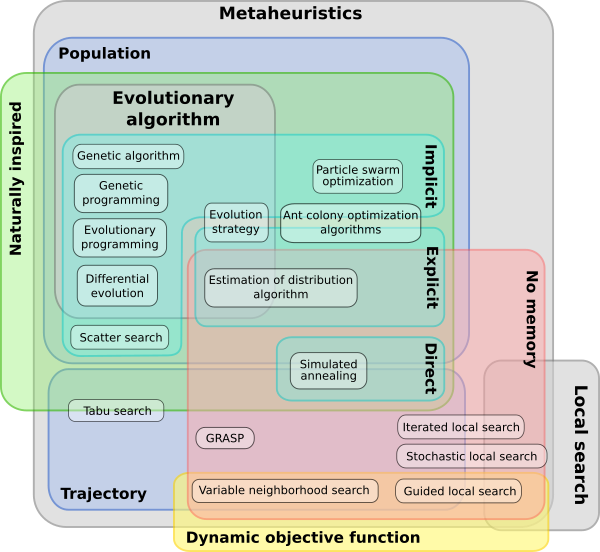 Metaheuristics
Population
Naturally inspired
Evolutionary
algorithm
Implicit
Genetic algorithm
Particle swarm
optimization
Genetic
programming
Evolution
strategy
Ant colony optimization
algorithms
Evolutionary
programming
Explicit
Differential
evolution
Estimation of distribution
algorithm
No memory
Scatter search
Direct
Simulated
annealing
Local search
Tabu search
GRASP
Iterated local search
Stochastic local search
Trajectory
Variable neighborhood search
Guided local search
Dynamic objective function